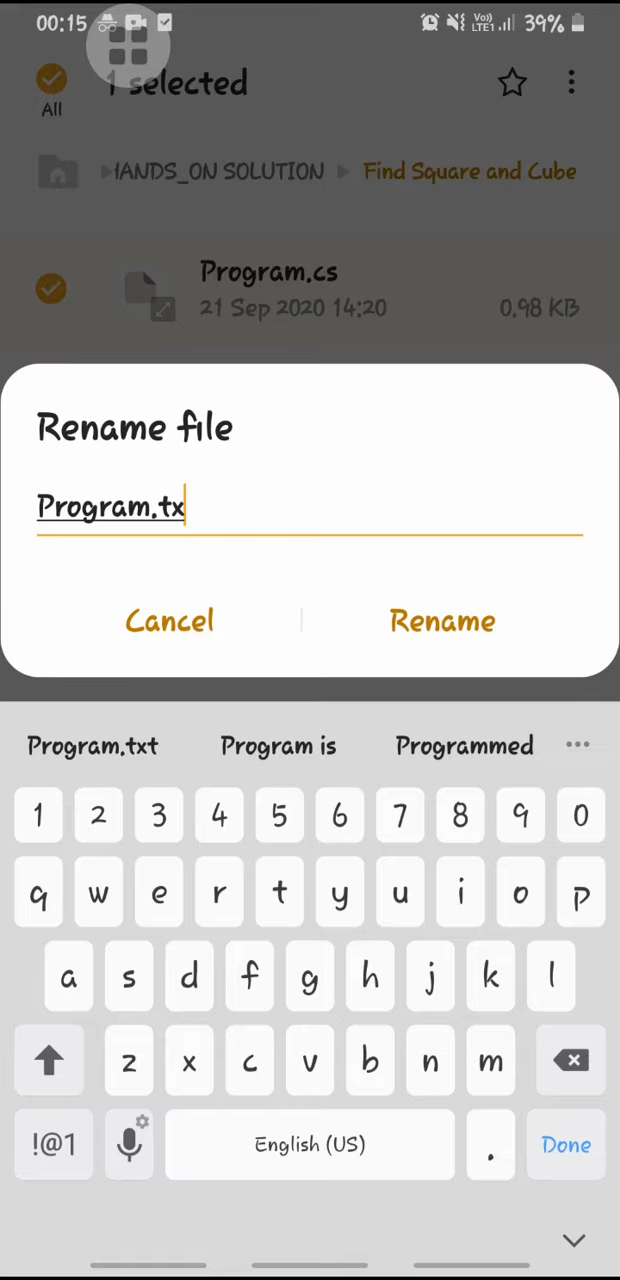 00:15 Vo) LTE1 39%
1 selected
All
HANDS_ON SOLUTION Find Square and Cube
Program.cs
21 Sep 2020 14:20 0.98 KB
Rename file
Program.tx
Cancel Rename
Program.txt Program is Programmed
1 2 3 4 5 6 7 8 9 0
q w e r t y u i o p
a s d f g h j k l
z x c v b n m
!@1 English (US) . Done